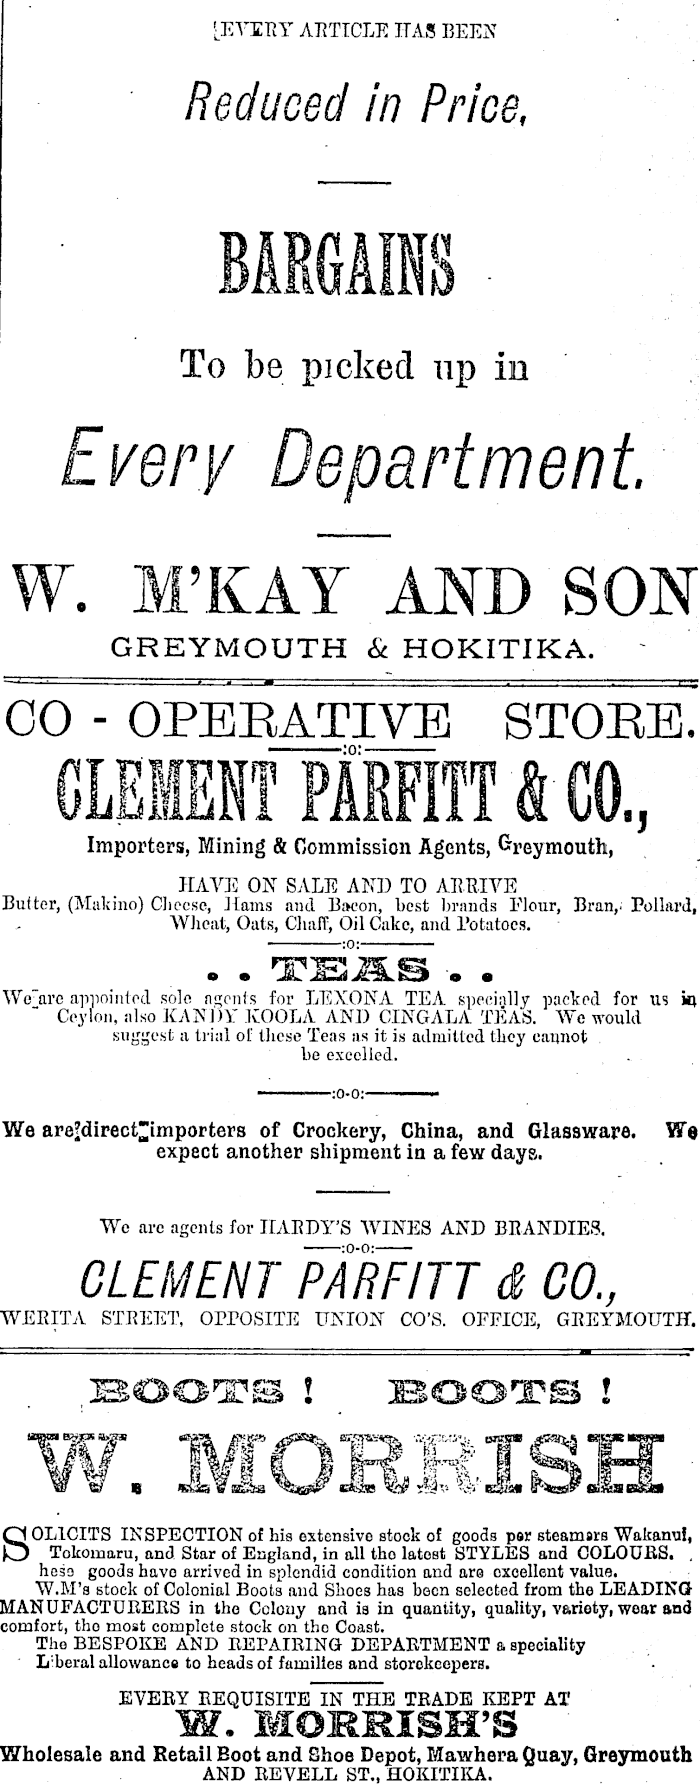 EVERY ARTICLE HAS BEEN
Reduced in Price,
BARGAINS
To be picked up in
Every Department.
W. M'KAY AND SON
GREYMOUTH & HOKITIKA.
CO-OPERATIVE STORE.
:o:
CLEMENT PARFITT & CO.,
Importers, Mining & Commission Agents, Greymouth,
HAVE ON SALE AND TO ARRIVE
Butter, (Makino) Cheese, Hams and Bacon, best brands Flour, Bran, Pollard,
Wheat, Oats, Chaff, Oil Cake, and Potatoes.
:o:
. . TEAS . .
We are appointed sole agents for LEXONA TEA specially packed for us in
Ceylon, also KANDY KOOLA AND CINGALA TEAS. We would
suggest a trial of these Teas as it is admitted they cannot
be excelled.
:o-o:
We are direct importers of Crockery, China, and Glassware. We
expect another shipment in a few days.
We are agents for HARDY'S WINES AND BRANDIES.
:o-o:
CLEMENT PARFITT & CO.,
WERITA STREET, OPPOSITE UNION CO'S. OFFICE, GREYMOUTH.
BOOTS! BOOTS!
W. MORRISH
SOLICITS INSPECTION of his extensive stock of goods per steamers Wakanui,
Tokomaru, and Star of England, in all the latest STYLES and COLOURS.
hese goods have arrived in splendid condition and are excellent value.
W.M's stock of Colonial Boots and Shoes has been selected from the LEADING
MANUFACTURERS in the Colony and is in quantity, quality, variety, wear and
comfort, the most complete stock on the Coast.
The BESPOKE AND REPAIRING DEPARTMENT a speciality
Liberal allowance to heads of families and storekeepers.
EVERY REQUISITE IN THE TRADE KEPT AT
W. MORRISH'S
Wholesale and Retail Boot and Shoe Depot, Mawhera Quay, Greymouth
AND REVELL ST., HOKITIKA.